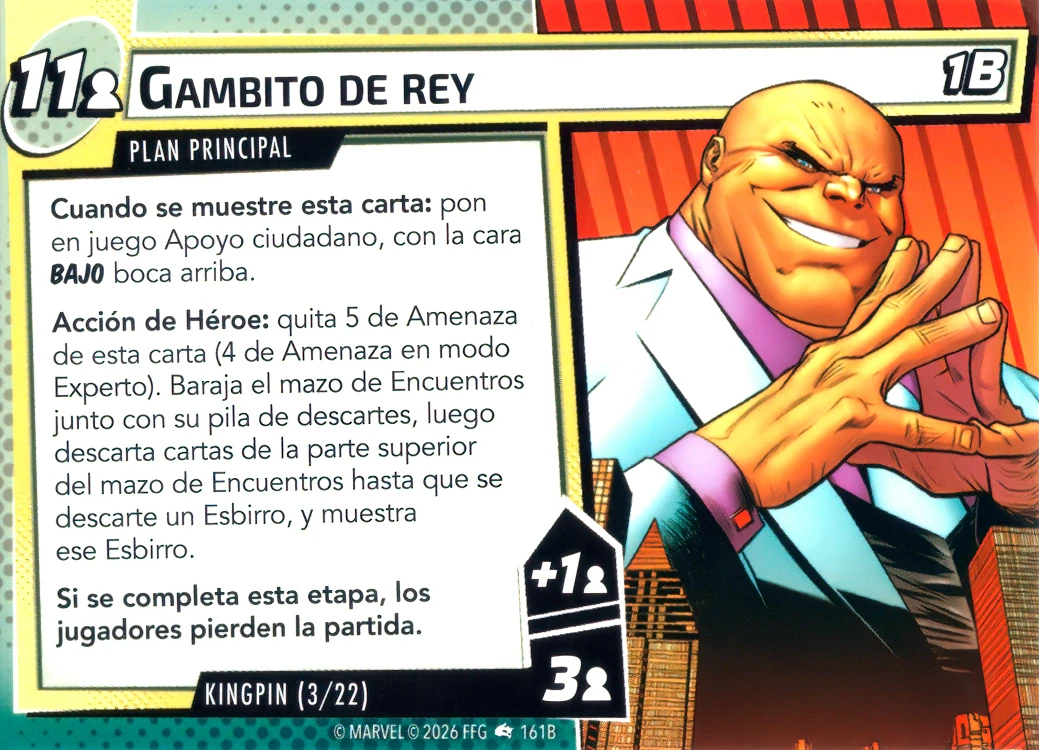 11
GAMBITO DE REY
1B
PLAN PRINCIPAL
Cuando se muestre esta carta: pon
en juego Apoyo ciudadano, con la cara
BAJO boca arriba.
Acción de Héroe: quita 5 de Amenaza
de esta carta (4 de Amenaza en modo
Experto). Baraja el mazo de Encuentros
junto con su pila de descartes, luego
descarta cartas de la parte superior
del mazo de Encuentros hasta que se
descarte un Esbirro, y muestra
ese Esbirro.
Si se completa esta etapa, los
jugadores pierden la partida.
+1
3
KINGPIN (3/22)
© MARVEL © 2026 FFG 161B